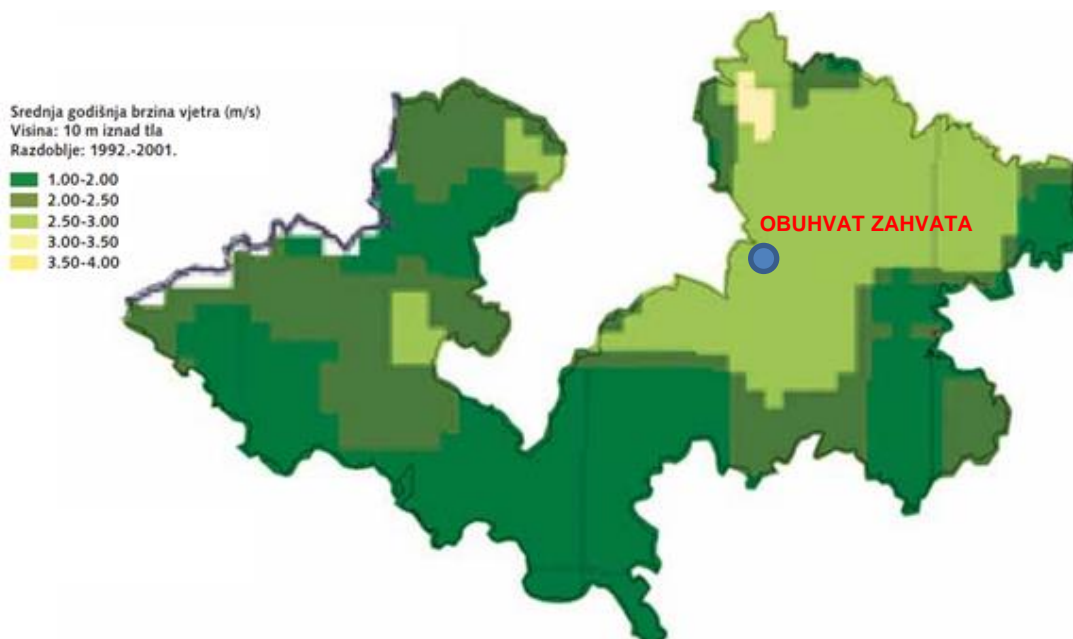 Srednja godišnja brzina vjetra (m/s)
Visina: 10 m iznad tla
Razdoblje: 1992.-2001.
1.00-2.00
2.00-2.50
2.50-3.00
3.00-3.50
3.50-4.00
OBUHVAT ZAHVATA